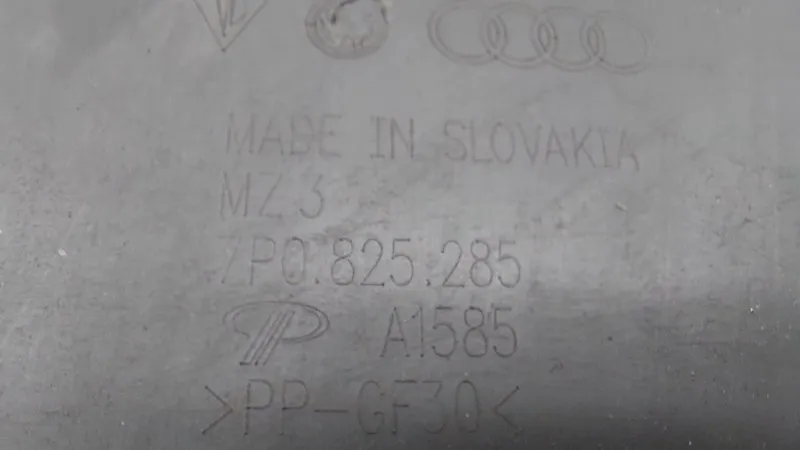 MADE IN SLOVAKIA
MZ 3
7P0.825.285
A1585
>PP-GF30<